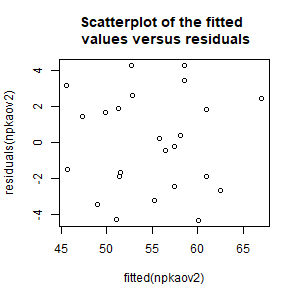 Scatterplot of the fitted
values versus residuals
residuals(npkaov2)
4
2
0
-2
-4
45 50 55 60 65
fitted(npkaov2)